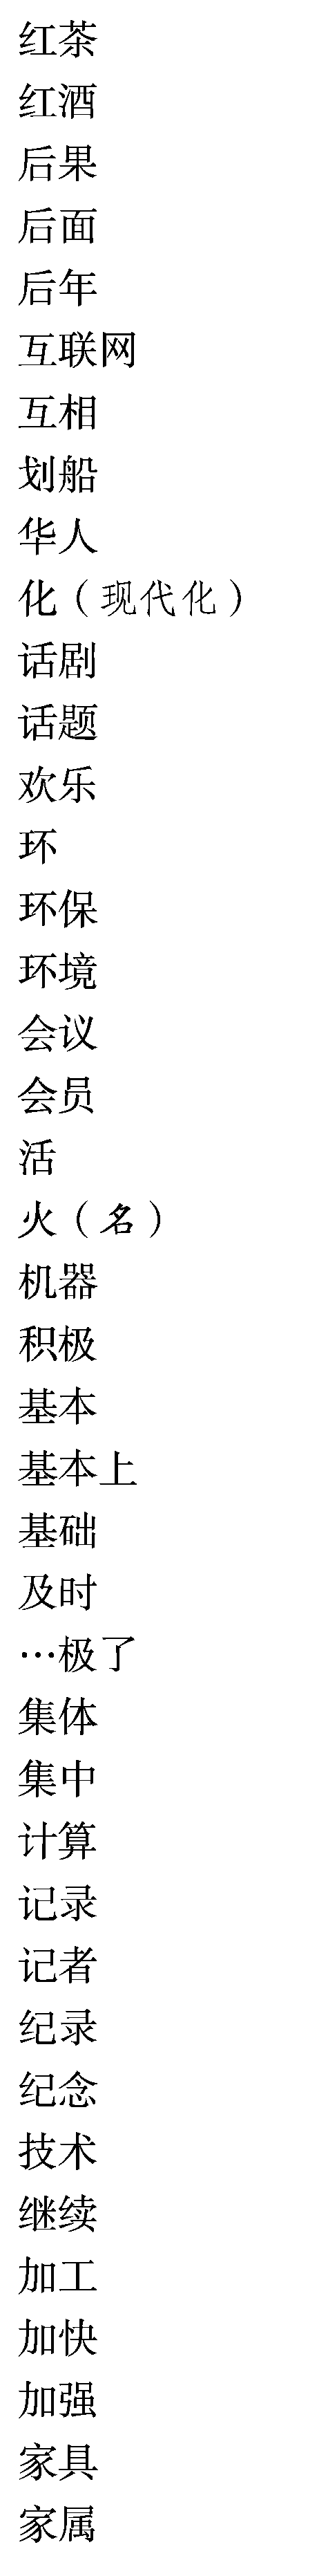 红茶
红酒
后果
后面
后年
互联网
互相
划船
华人
化（现代化）
话剧
话题
欢乐
环
环保
环境
会议
会员
活
火（名）
机器
积极
基本
基本上
基础
及时
…极了
集体
集中
计算
记录
记者
纪录
纪念
技术
继续
加工
加快
加强
家具
家属